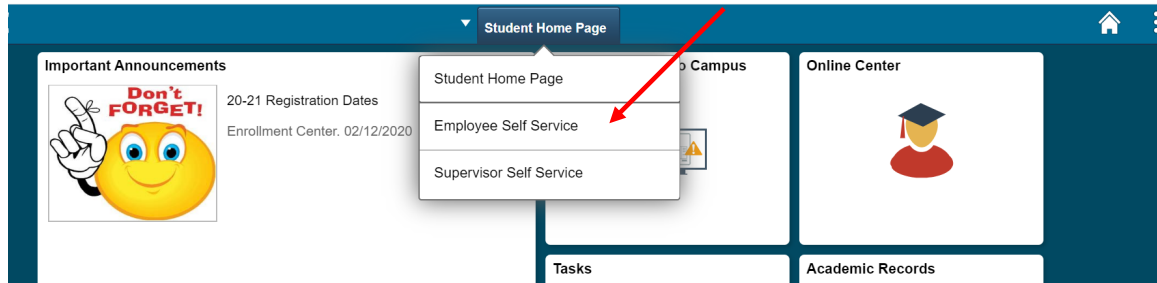 Student Home Page
Important Announcements
Don't
FORGET!
20-21 Registration Dates
Enrollment Center. 02/12/2020
Student Home Page
Employee Self Service
Supervisor Self Service
Campus
Online Center
Tasks
Academic Records